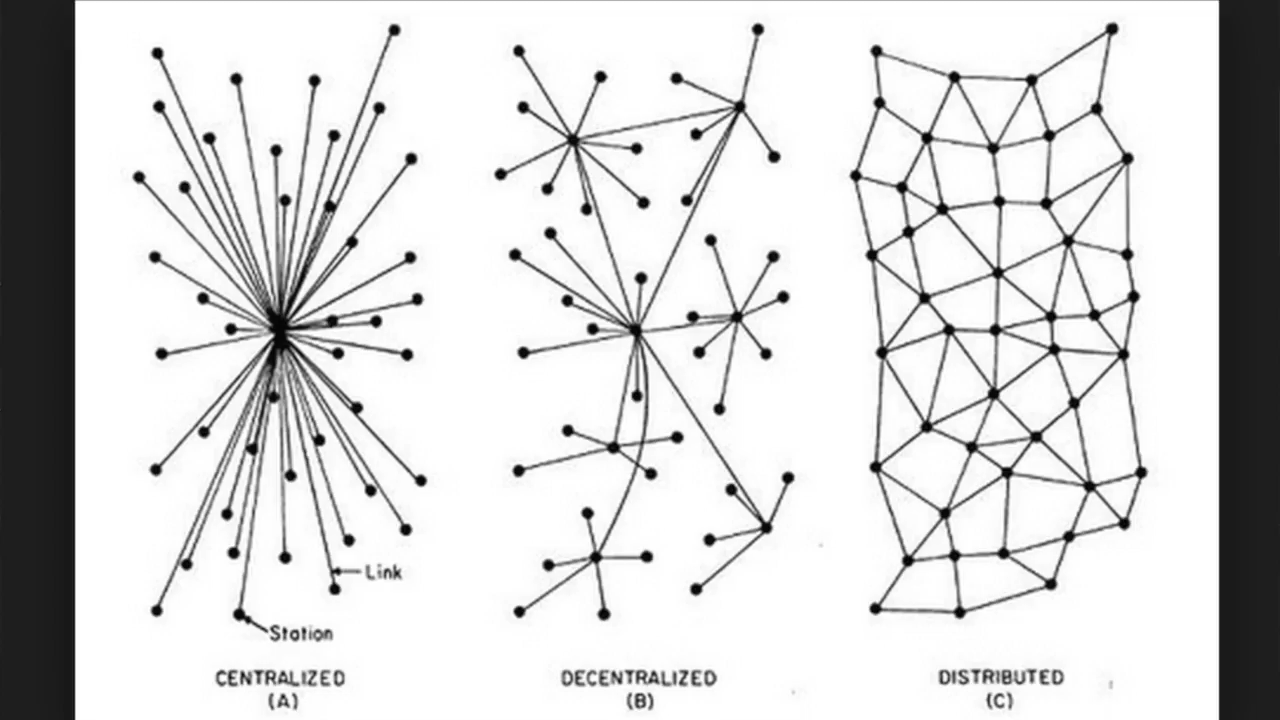 Link
Station
CENTRALIZED
(A)
DECENTRALIZED
(B)
DISTRIBUTED
(C)